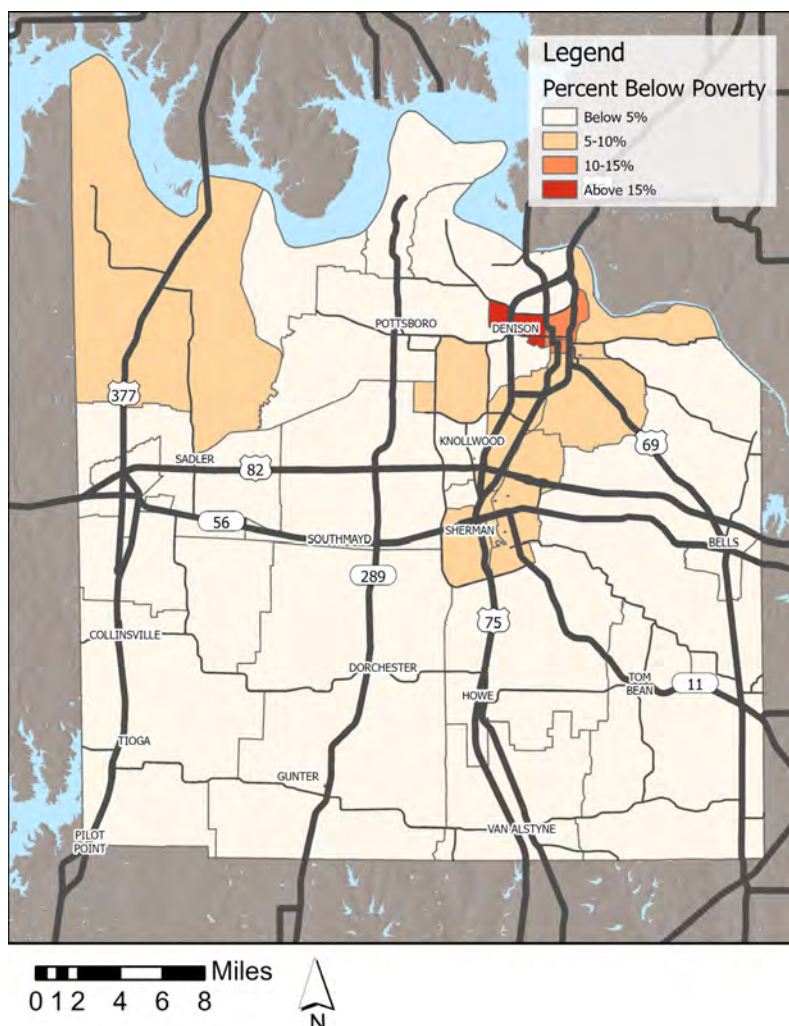 Legend
Percent Below Poverty
Below 5%
5-10%
10-15%
Above 15%
POTTSBORO
DENISON
377
KNOLLWOOD
69
SADLER
82
56
SHERMAN
SOUTHMAYD
BELLS
289
75
COLLINSVILLE
DORCHESTER
TOM
BEAN
11
HOWE
TIOGA
GUNTER
PILOT
POINT
VAN ALSTYNE
Miles
0 1 2 4 6 8
N